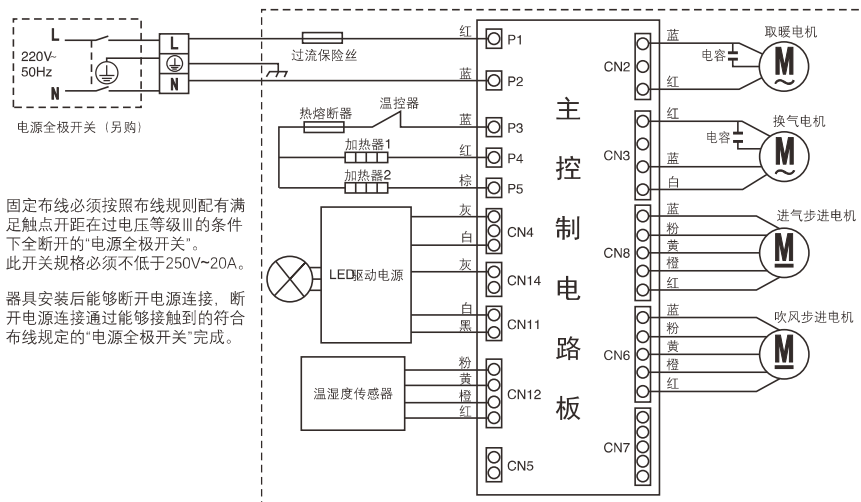 L
220V~
50Hz
N
电源全极开关（另购）
L
N
过流保险丝
红
蓝
热熔断器
温控器
蓝
加热器1
红
加热器2
棕
灰
白
灰
LED驱动电源
白
黑
温湿度传感器
粉
黄
橙
红
固定布线必须按照布线规则配有满
足触点开距在过电压等级Ⅲ的条件
下全断开的“电源全极开关”。
此开关规格必须不低于250V~20A。
器具安装后能够断开电源连接，断
开电源连接通过能够接触到的符合
布线规定的“电源全极开关”完成。
P1
P2
P3
P4
P5
CN4
CN14
CN11
CN12
CN5
主控制电路板
CN2
CN3
CN8
CN6
CN7
蓝
电容
红
取暖电机
M
红
电容
蓝
白
换气电机
M
蓝
粉
黄
橙
红
进气步进电机
M
蓝
粉
黄
橙
红
吹风步进电机
M